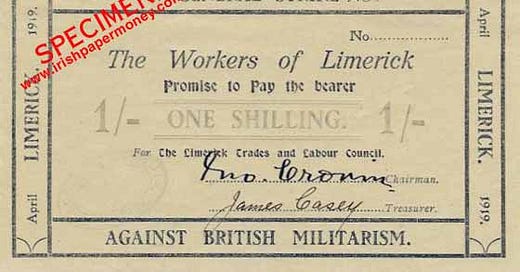 SPECIMEN
www.irishpapermoney.com
April
LIMERICK.
1919.
No.
The Workers of Limerick
Promise to Pay the bearer
1/- ONE SHILLING. 1/-
For The Limerick Trades and Labour Council.
Jno. Cronin Chairman.
James Casey Treasurer.
AGAINST BRITISH MILITARISM.
April
LIMERICK.
1919.